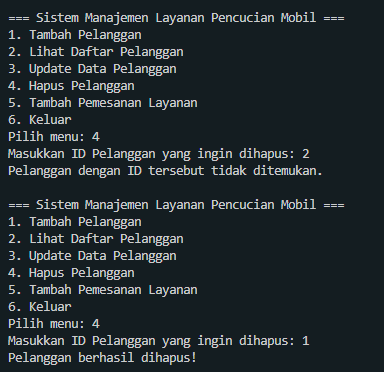 === Sistem Manajemen Layanan Pencucian Mobil ===
1. Tambah Pelanggan
2. Lihat Daftar Pelanggan
3. Update Data Pelanggan
4. Hapus Pelanggan
5. Tambah Pemesanan Layanan
6. Keluar
Pilih menu: 4
Masukkan ID Pelanggan yang ingin dihapus: 2
Pelanggan dengan ID tersebut tidak ditemukan.

=== Sistem Manajemen Layanan Pencucian Mobil ===
1. Tambah Pelanggan
2. Lihat Daftar Pelanggan
3. Update Data Pelanggan
4. Hapus Pelanggan
5. Tambah Pemesanan Layanan
6. Keluar
Pilih menu: 4
Masukkan ID Pelanggan yang ingin dihapus: 1
Pelanggan berhasil dihapus!